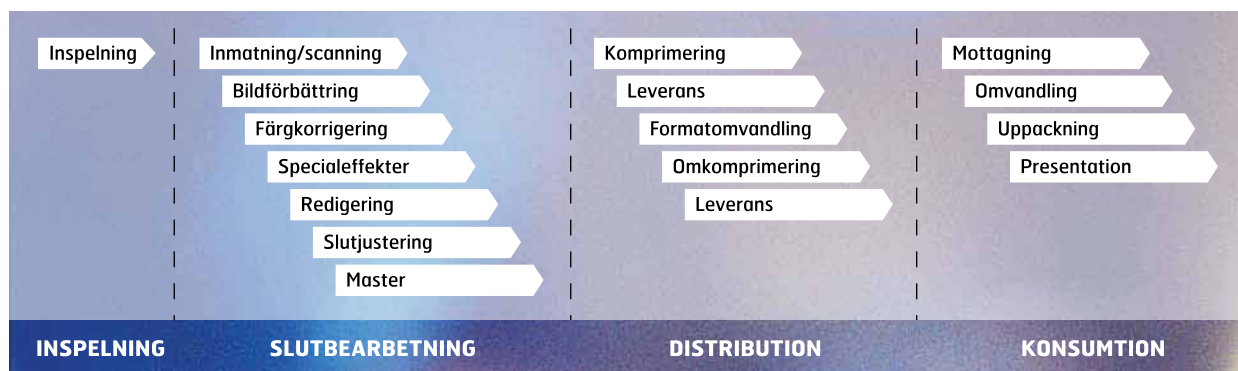 Inspelning
Inmatning/scanning
Bildförbättring
Färgkorrigering
Specialeffekter
Redigering
Slutjustering
Master
Komprimering
Leverans
Formatomvandling
Omkomprimering
Leverans
Mottagning
Omvandling
Uppackning
Presentation
INSPELNING
SLUTBEARBETNING
DISTRIBUTION
KONSUMTION